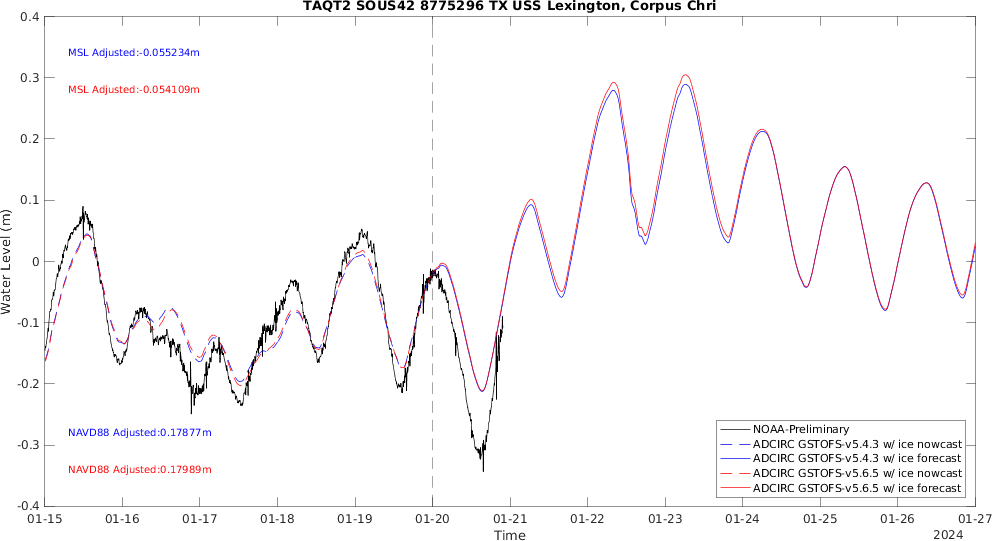 TAQT2 SOUS42 8775296 TX USS Lexington, Corpus Chri
MSL Adjusted:-0.055234m
MSL Adjusted:-0.054109m
NAVD88 Adjusted:0.17877m
NAVD88 Adjusted:0.17989m
Water Level (m)
0.4
0.3
0.2
0.1
0
-0.1
-0.2
-0.3
-0.4
NOAA-Preliminary
ADCIRC GSTOFS-v5.4.3 w/ ice nowcast
ADCIRC GSTOFS-v5.4.3 w/ ice forecast
ADCIRC GSTOFS-v5.6.5 w/ ice nowcast
ADCIRC GSTOFS-v5.6.5 w/ ice forecast
01-15 01-16 01-17 01-18 01-19 01-20 01-21 01-22 01-23 01-24 01-25 01-26 01-27
Time
2024